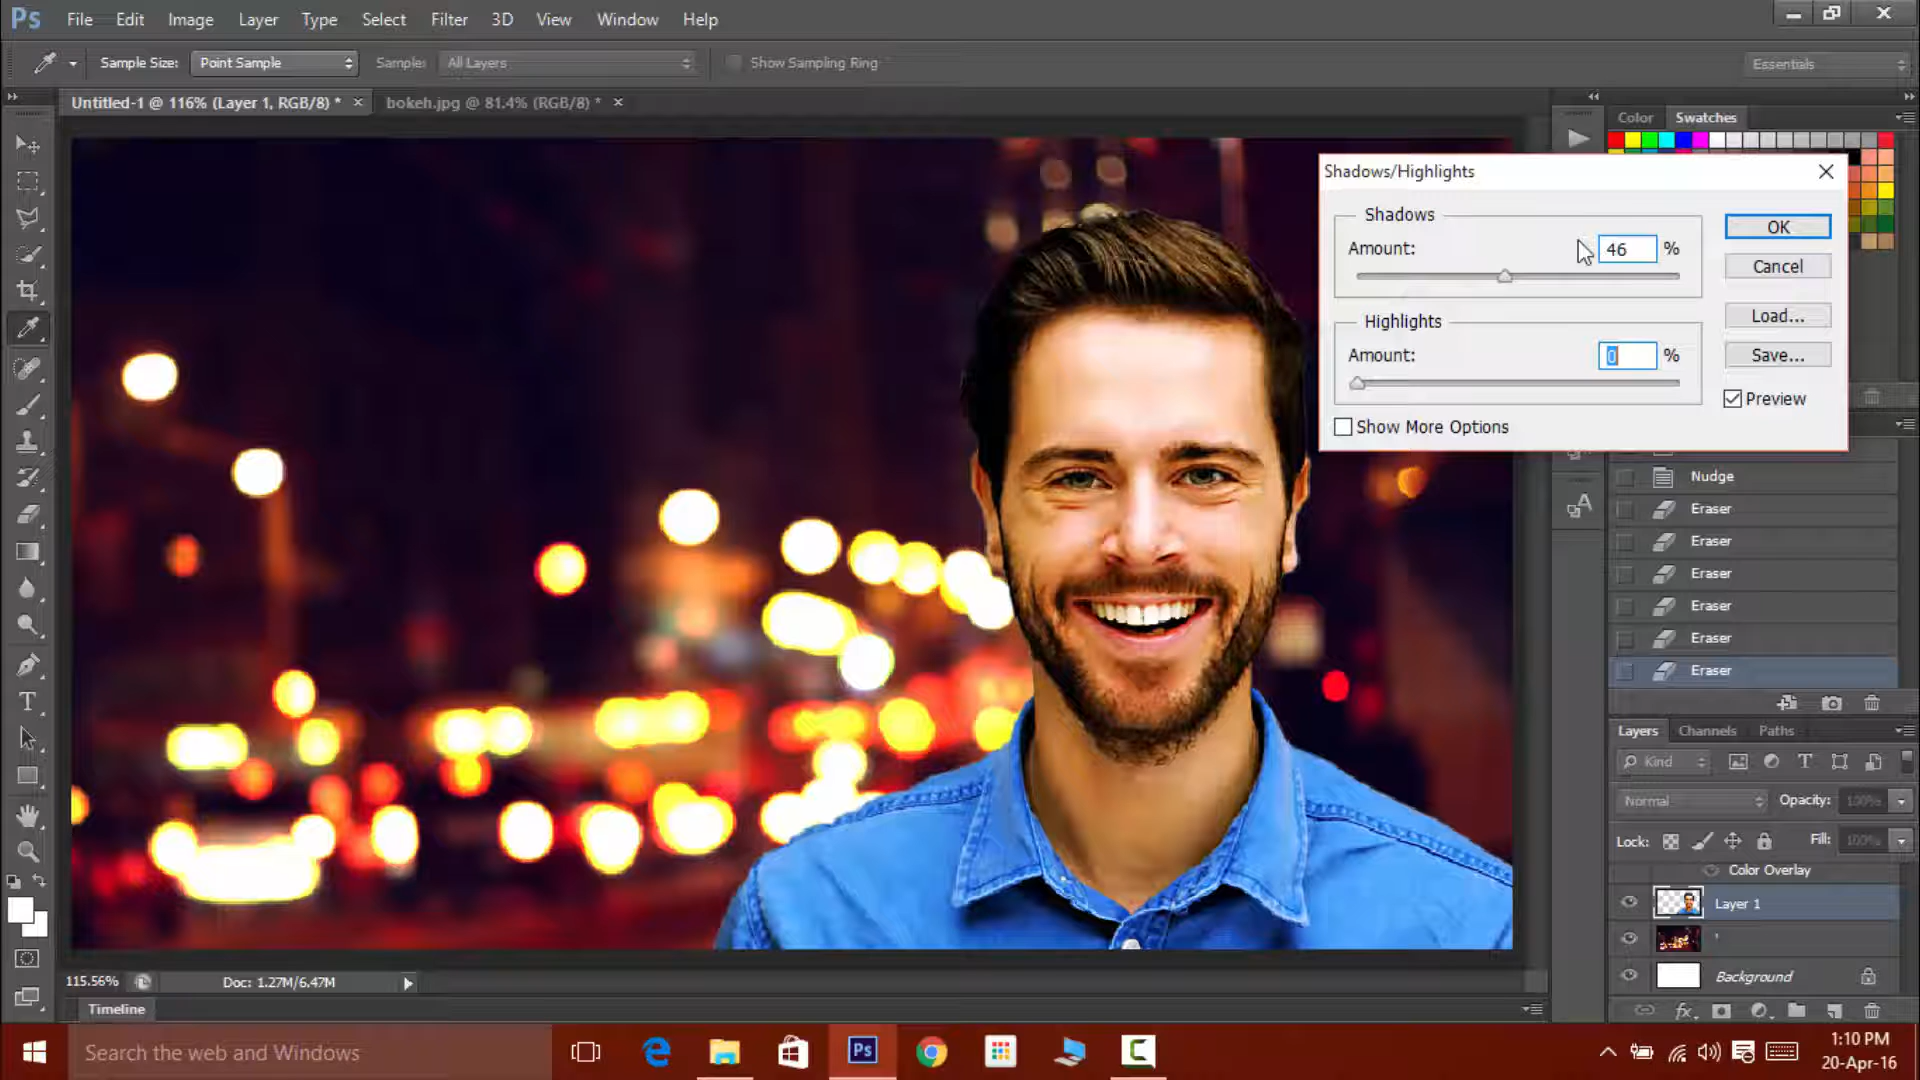 Ps File Edit Image Layer Type Select Filter 3D View Window Help
Sample Size: Point Sample Sample: All Layers Show Sampling Ring Essentials
Untitled-1 @ 116% (Layer 1, RGB/8) * × bokeh.jpg @ 81.4% (RGB/8) * ×
Color Swatches
Shadows/Highlights
Shadows
Amount: 46 %
OK
Cancel
Highlights
Load...
Amount: 0 %
Save...
Preview
Show More Options
Nudge
Eraser
Eraser
Eraser
Eraser
Eraser
Eraser
Layers Channels Paths
Kind
Normal Opacity: 100%
Lock: Fill: 100%
Color Overlay
Layer 1
'
Background
115.56% Doc: 1.27M/6.47M
Timeline
Search the web and Windows
Ps
1:10 PM
20-Apr-16